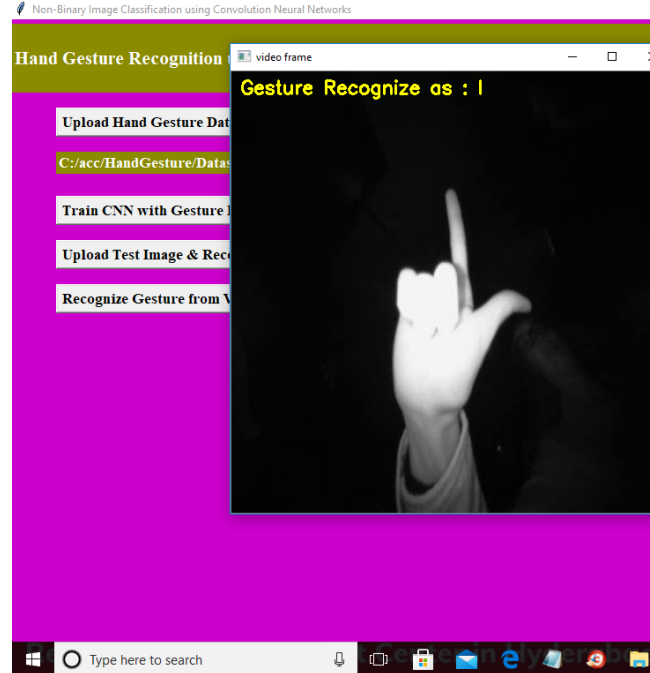 Non-Binary Image Classification using Convolution Neural Networks
Hand Gesture Recognition
video frame
Gesture Recognize as : I
Upload Hand Gesture Dat
C:/acc/HandGesture/Datas
Train CNN with Gesture
Upload Test Image & Rec
Recognize Gesture from V
Type here to search